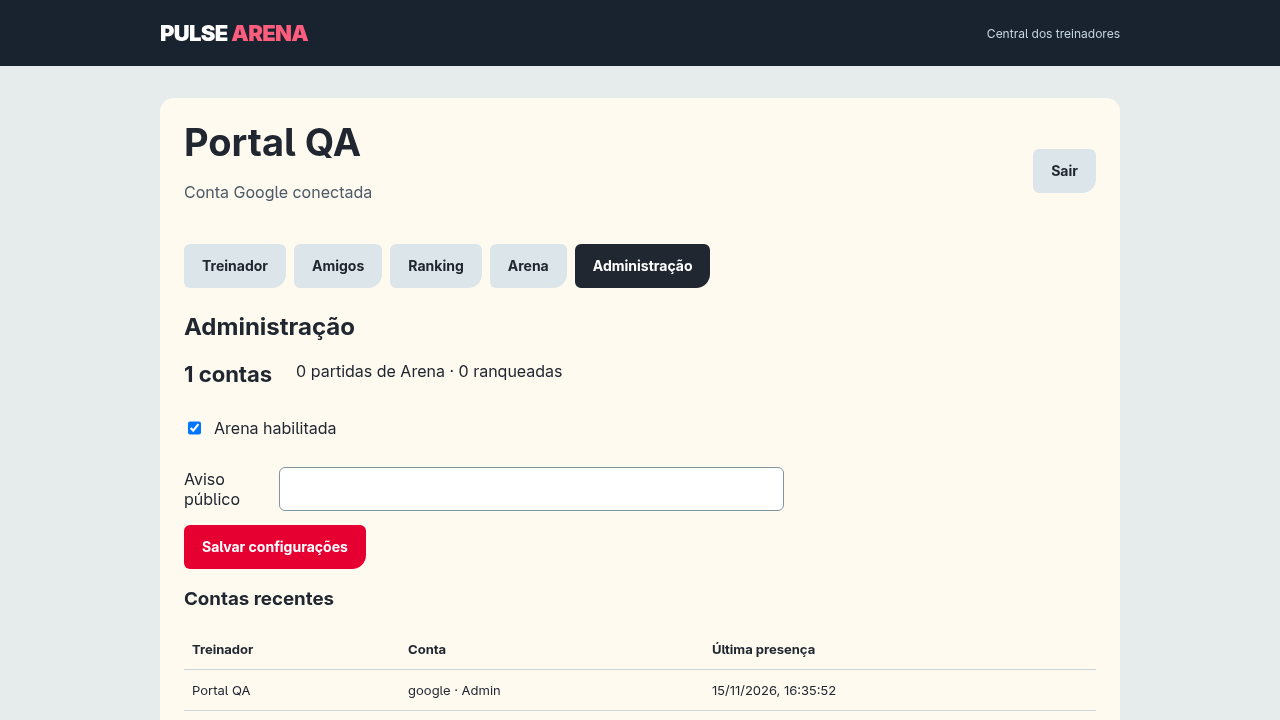 PULSE ARENA
Central dos treinadores
Portal QA
Conta Google conectada
Sair
Treinador
Amigos
Ranking
Arena
Administração
Administração
1 contas
0 partidas de Arena · 0 ranqueadas
Arena habilitada
Aviso
público
Salvar configurações
Contas recentes
Treinador Conta Última presença
Portal QA google · Admin 15/11/2026, 16:35:52